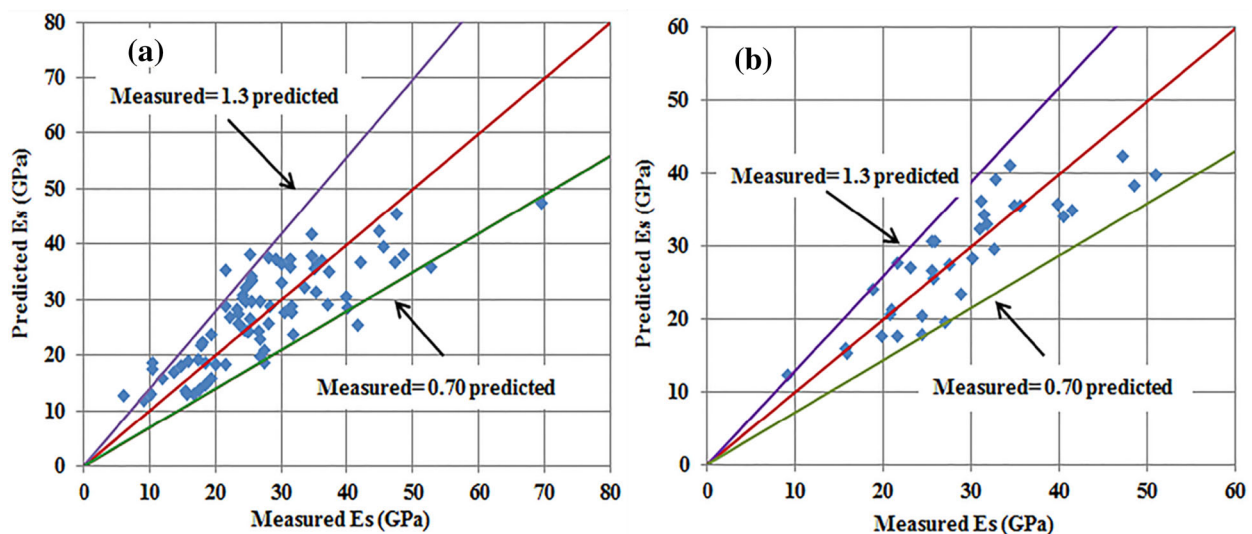 (a)
80
70
60
50
40
30
20
10
0
Predicted Es (GPa)
Measured= 1.3 predicted
Measured= 0.70 predicted
0 10 20 30 40 50 60 70 80
Measured Es (GPa)
(b)
60
50
40
30
20
10
0
Predicted Es (GPa)
Measured= 1.3 predicted
Measured= 0.70 predicted
0 10 20 30 40 50 60
Measured Es (GPa)